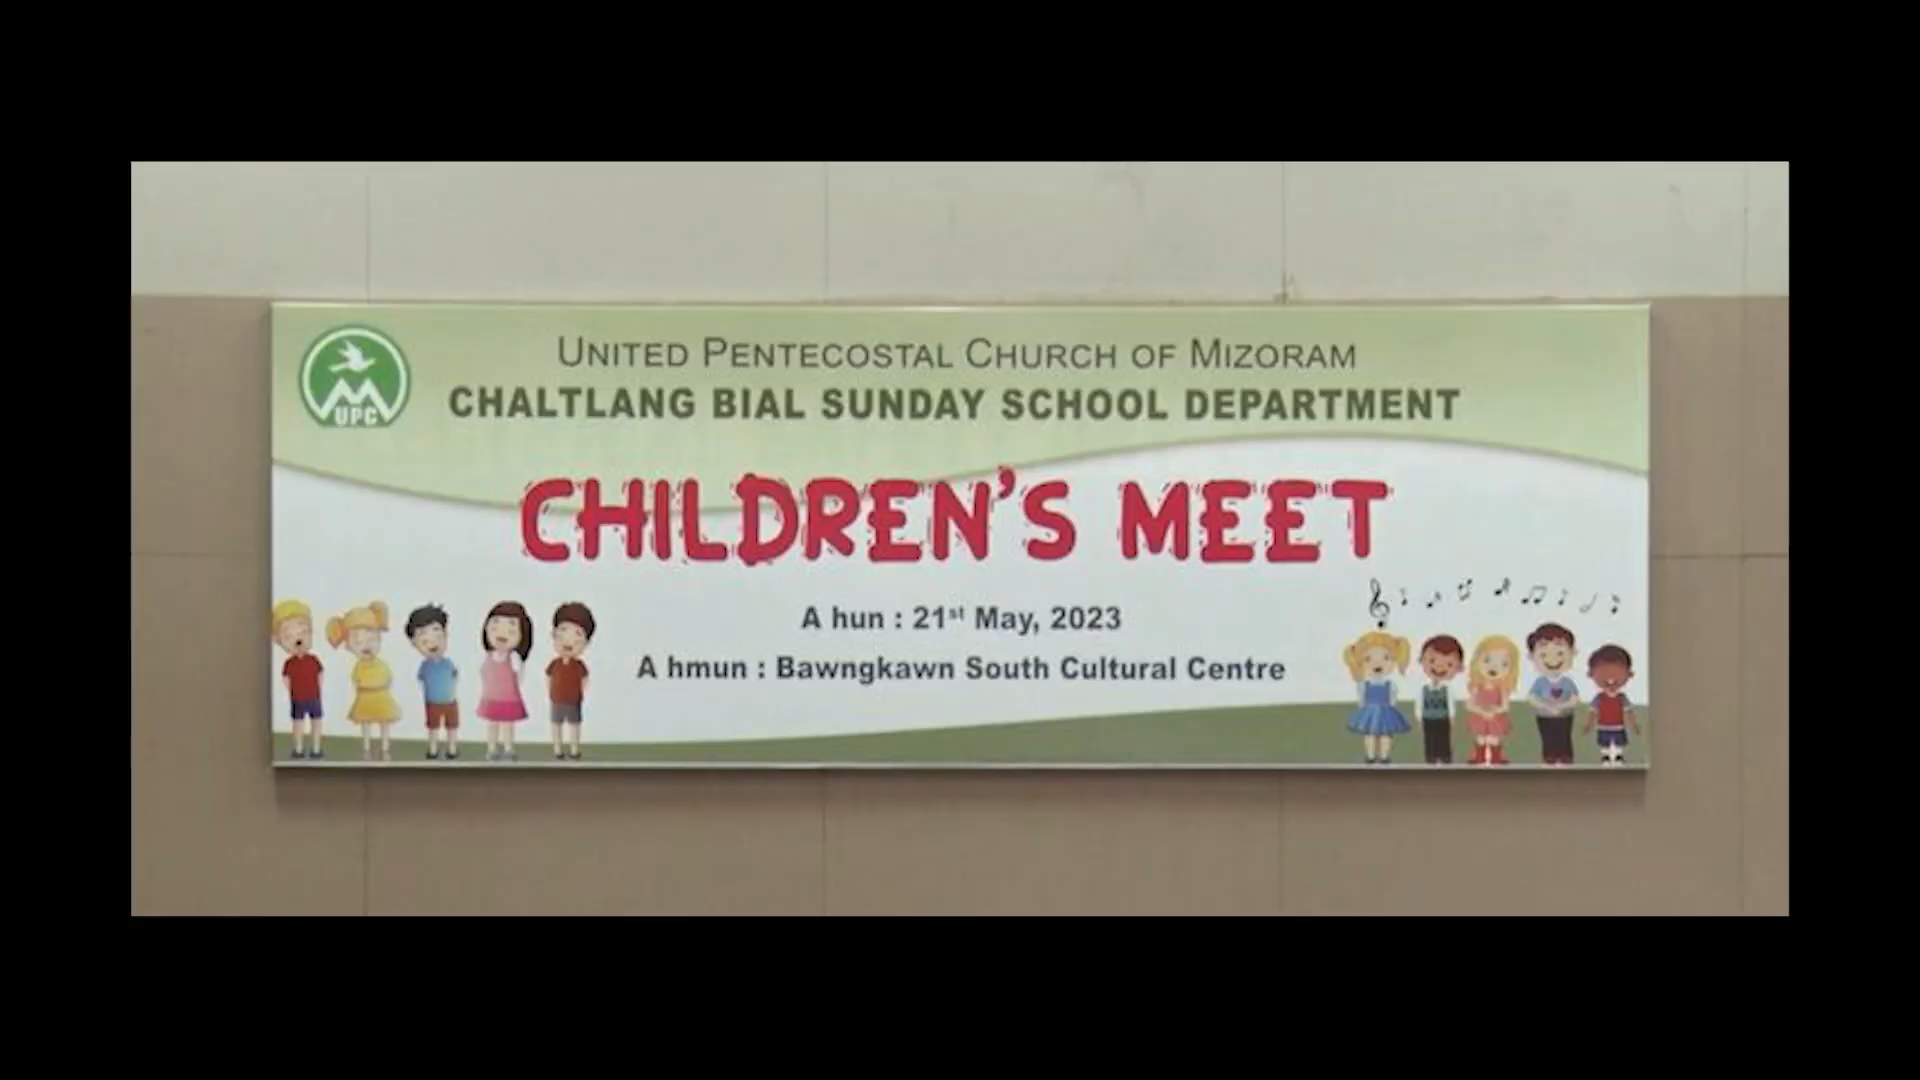 UPC
UNITED PENTECOSTAL CHURCH OF MIZORAM
CHALTLANG BIAL SUNDAY SCHOOL DEPARTMENT
CHILDREN'S MEET
A hun : 21st May, 2023
A hmun : Bawngkawn South Cultural Centre